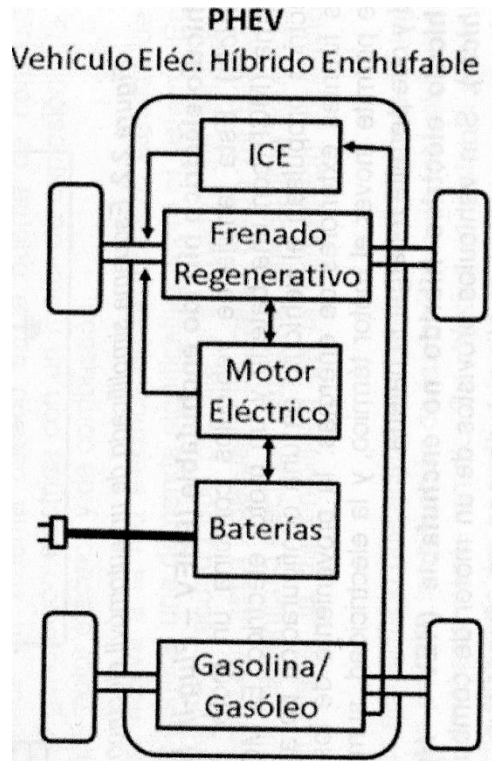 PHEV
Vehículo Eléc. Híbrido Enchufable
ICE
Frenado
Regenerativo
Motor
Eléctrico
Baterías
Gasolina/
Gasóleo